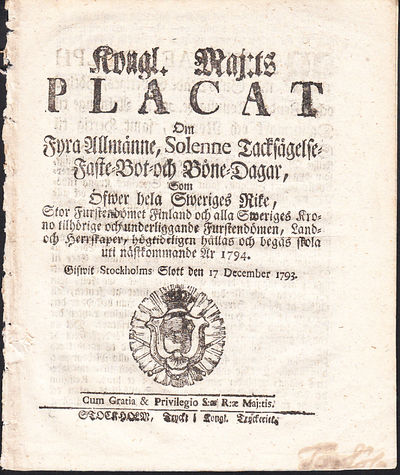 Kongl. Maj:ts
PLACAT
Om
Fyra Allmänne, Solenne Tacksägelse-
Faste-Bot-och Böne-Dagar,
Som
Öfwer hela Sweriges Rike,
Stor Furstendömet Finland och alla Sweriges Kro-
no tilhörige och underliggande Furstendömen, Land-
och Herrskaper, högtideligen hållas och begås skola
uti nästkommande År 1794.
Gifwit Stockholms Slott den 17 December 1793.
Cum Gratia & Privilegio S:æ R:æ Maj:tis.
STOCKHOLM, Tryckt i Kongl. Tryckeriet.